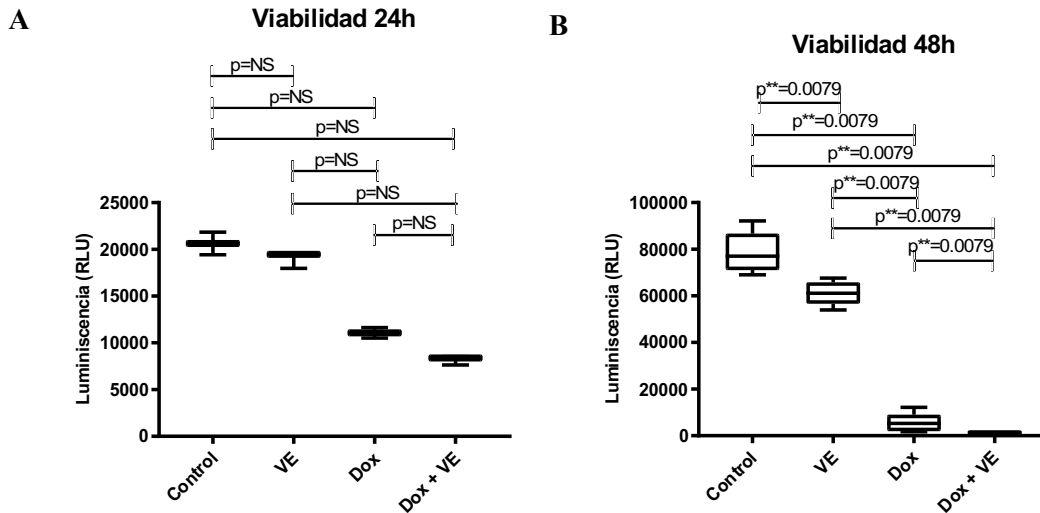 A
Viabilidad 24h
p=NS
p=NS
p=NS
p=NS
p=NS
p=NS
Luminiscencia (RLU)
25000
20000
15000
10000
5000
0
Control
VE
Dox
Dox + VE
B
Viabilidad 48h
p**=0.0079
p**=0.0079
p**=0.0079
p**=0.0079
p**=0.0079
p**=0.0079
Luminiscencia (RLU)
100000
80000
60000
40000
20000
0
Control
VE
Dox
Dox + VE